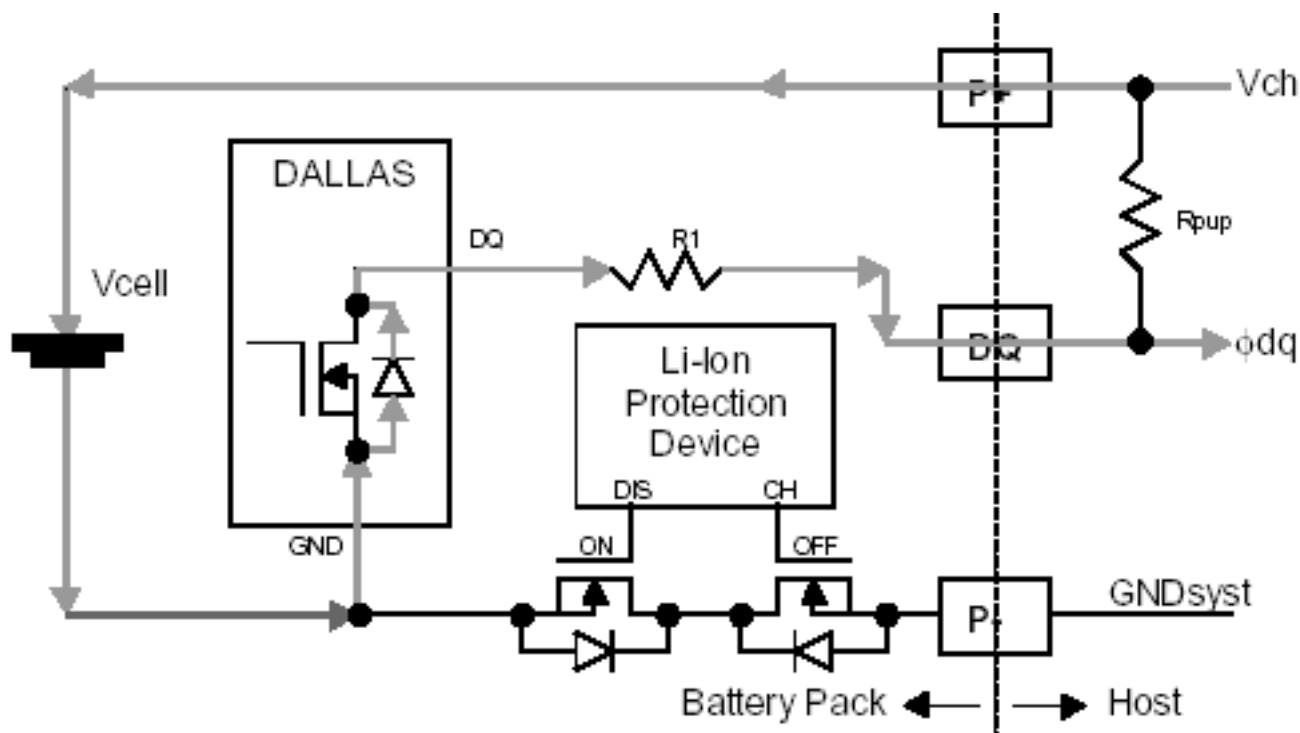 P+
Vch
DALLAS
DQ
R1
Rpup
Vcell
DQ
ϕdq
Li-Ion
Protection
Device
DIS
CH
GND
ON
OFF
P-
GNDsyst
Battery Pack
Host